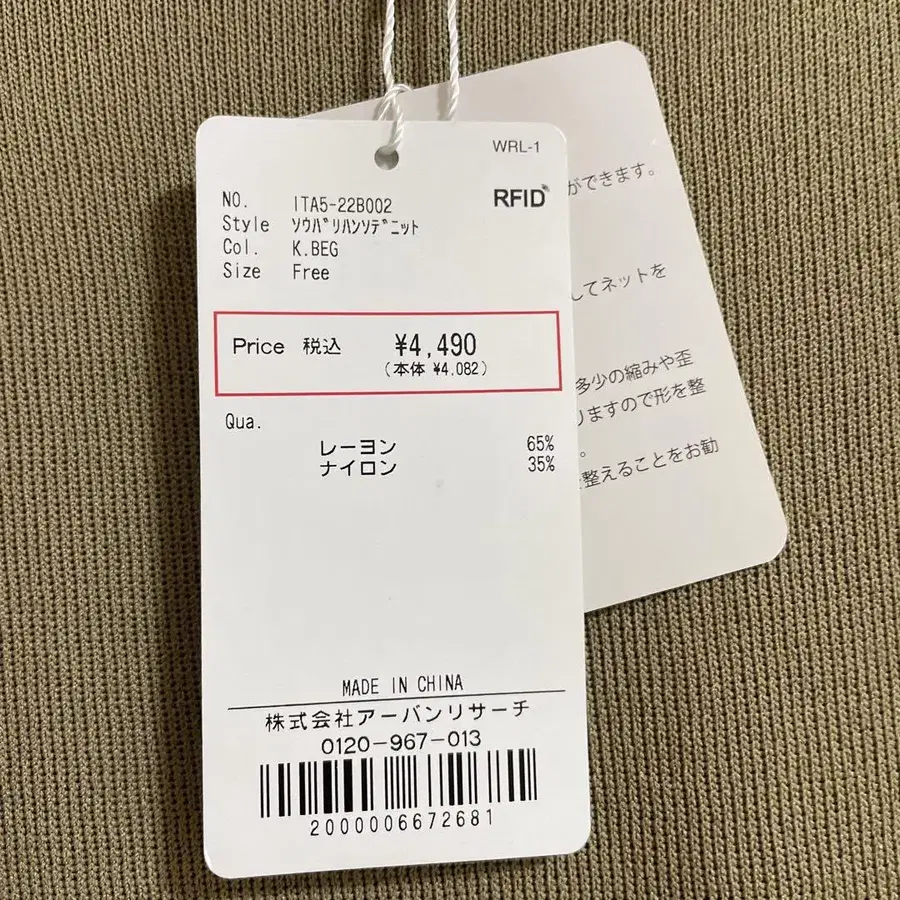 WRL-1
RFID
NO. ITA5-22B002
Style ソウバリハンソデニット
Col. K.BEG
Size Free
Price 税込 ¥4,490
(本体 ¥4,082)
Qua.
レーヨン 65%
ナイロン 35%
MADE IN CHINA
株式会社アーバンリサーチ
0120-967-013
2000006672681
ができます。
してネットを
多少の縮みや歪
りますので形を整
。
整えることをお勧